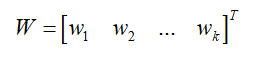 W = [w₁ w₂ ... wₖ]ᵀ